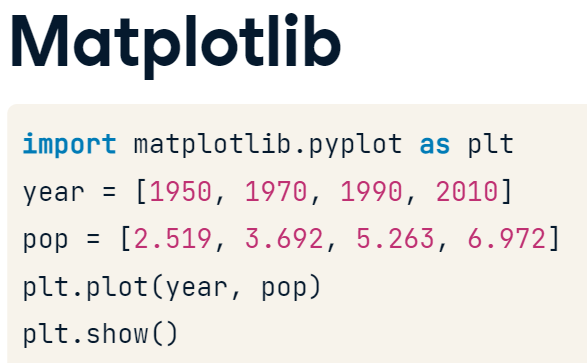 Matplotlib
import matplotlib.pyplot as plt
year = [1950, 1970, 1990, 2010]
pop = [2.519, 3.692, 5.263, 6.972]
plt.plot(year, pop)
plt.show()